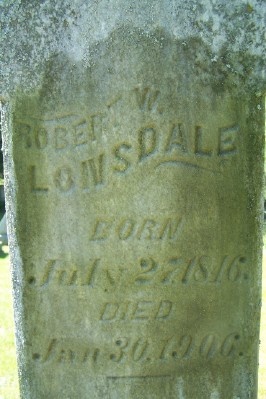 ROBERT W.
LONSDALE
BORN
July 27, 1816.
DIED
Jan 30, 1906.